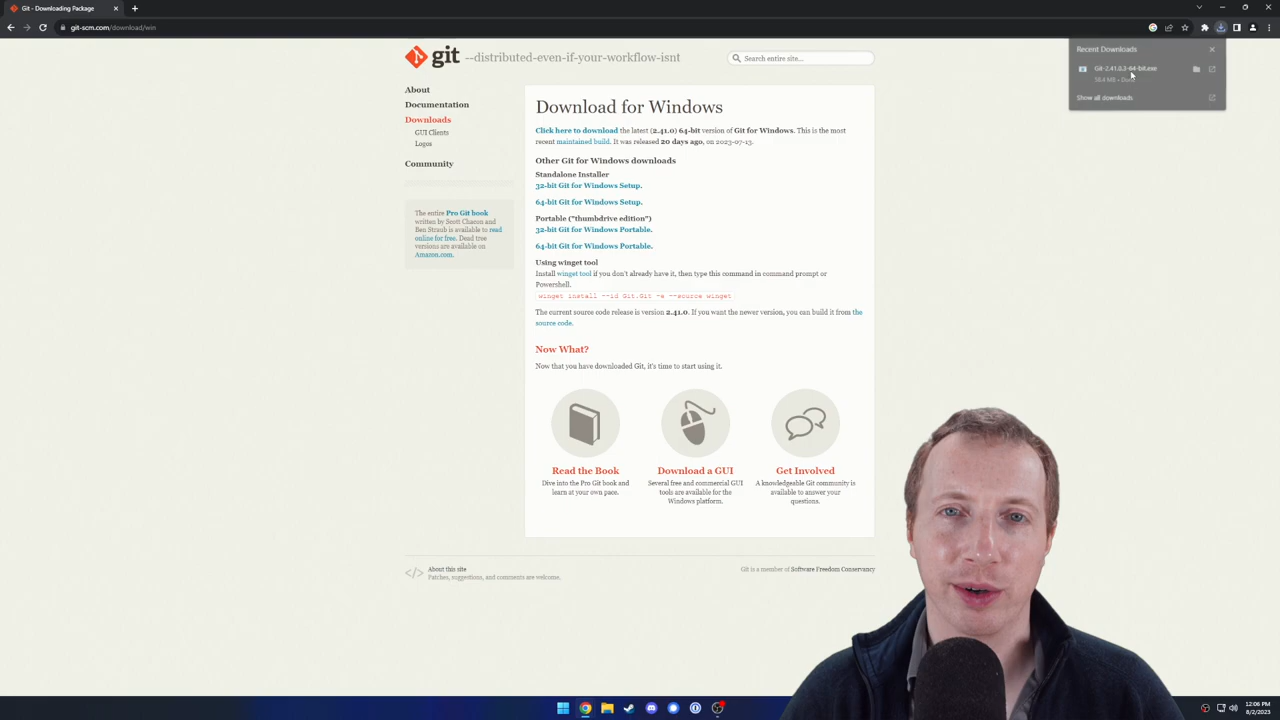 Git - Downloading Package
git-scm.com/download/win
git --distributed-even-if-your-workflow-isnt
Search entire site...
Recent Downloads
Git-2.41.0.3-64-bit.exe
58.4 MB • Done
Show all downloads
About
Documentation
Downloads
GUI Clients
Logos
Community
The entire Pro Git book
written by Scott Chacon and
Ben Straub is available to read
online for free. Dead tree
versions are available on
Amazon.com.
Download for Windows
Click here to download the latest (2.41.0) 64-bit version of Git for Windows. This is the most
recent maintained build. It was released 20 days ago, on 2023-07-13.
Other Git for Windows downloads
Standalone Installer
32-bit Git for Windows Setup.
64-bit Git for Windows Setup.
Portable ("thumbdrive edition")
32-bit Git for Windows Portable.
64-bit Git for Windows Portable.
Using winget tool
Install winget tool if you don't already have it, then type this command in command prompt or
Powershell.
winget install --id Git.Git -e --source winget
The current source code release is version 2.41.0. If you want the newer version, you can build it from the
source code.
Now What?
Now that you have downloaded Git, it's time to start using it.
Read the Book
Dive into the Pro Git book and
learn at your own pace.
Download a GUI
Several free and commercial GUI
tools are available for the
Windows platform.
Get Involved
A knowledgeable Git community is
available to answer your
questions.
</> About this site
Patches, suggestions, and comments are welcome.
Git is a member of Software Freedom Conservancy
12:06 PM
8/2/2023